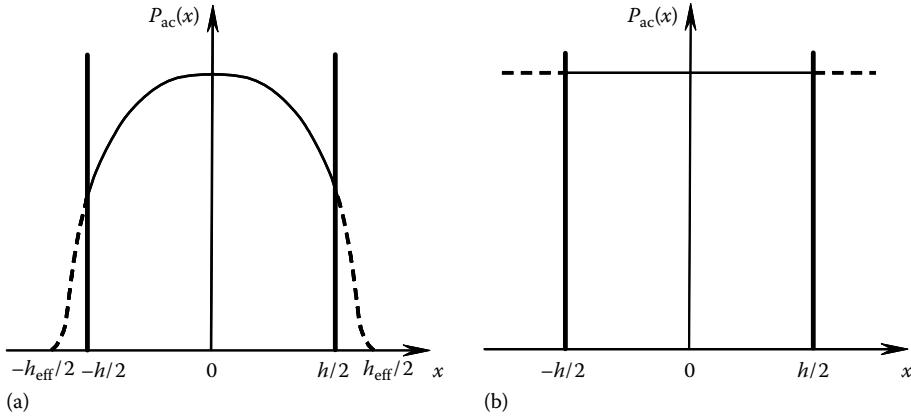 P_ac(x)
−h_eff/2 −h/2 0 h/2 h_eff/2 x
(a)
P_ac(x)
−h/2 0 h/2 x
(b)